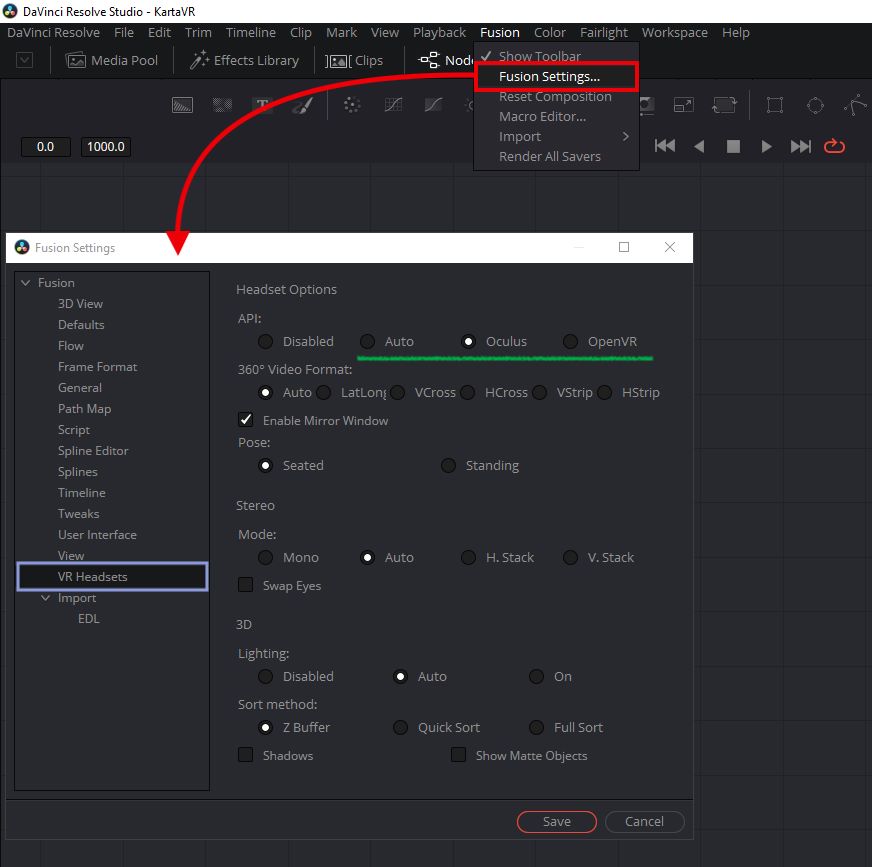 DaVinci Resolve Studio - KartaVR
DaVinci Resolve File Edit Trim Timeline Clip Mark View Playback Fusion Color Fairlight Workspace Help
Media Pool Effects Library Clips Node
Show Toolbar
Fusion Settings...
Reset Composition
Macro Editor...
Import
Render All Savers
T
0.0 1000.0
Fusion Settings
Fusion
3D View
Defaults
Flow
Frame Format
General
Path Map
Script
Spline Editor
Splines
Timeline
Tweaks
User Interface
View
VR Headsets
Import
EDL
Headset Options
API:
Disabled Auto Oculus OpenVR
360° Video Format:
Auto LatLong VCross HCross VStrip HStrip
Enable Mirror Window
Pose:
Seated Standing
Stereo
Mode:
Mono Auto H. Stack V. Stack
Swap Eyes
3D
Lighting:
Disabled Auto On
Sort method:
Z Buffer Quick Sort Full Sort
Shadows Show Matte Objects
Save Cancel